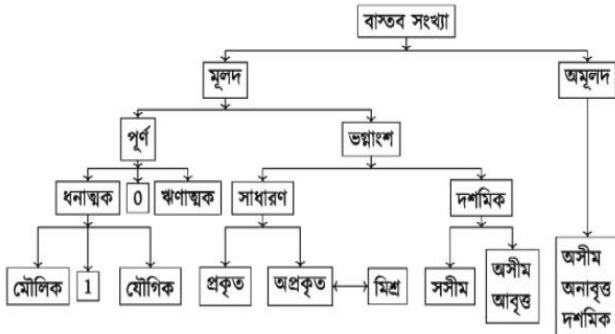 বাস্তব সংখ্যা
মূলদ
অমূলদ
পূর্ণ
ভগ্নাংশ
ধনাত্মক
0
ঋণাত্মক
সাধারণ
দশমিক
মৌলিক
1
যৌগিক
প্রকৃত
অপ্রকৃত
মিশ্র
সসীম
অসীম
আবৃত্ত
অসীম
অনাবৃত্ত
দশমিক